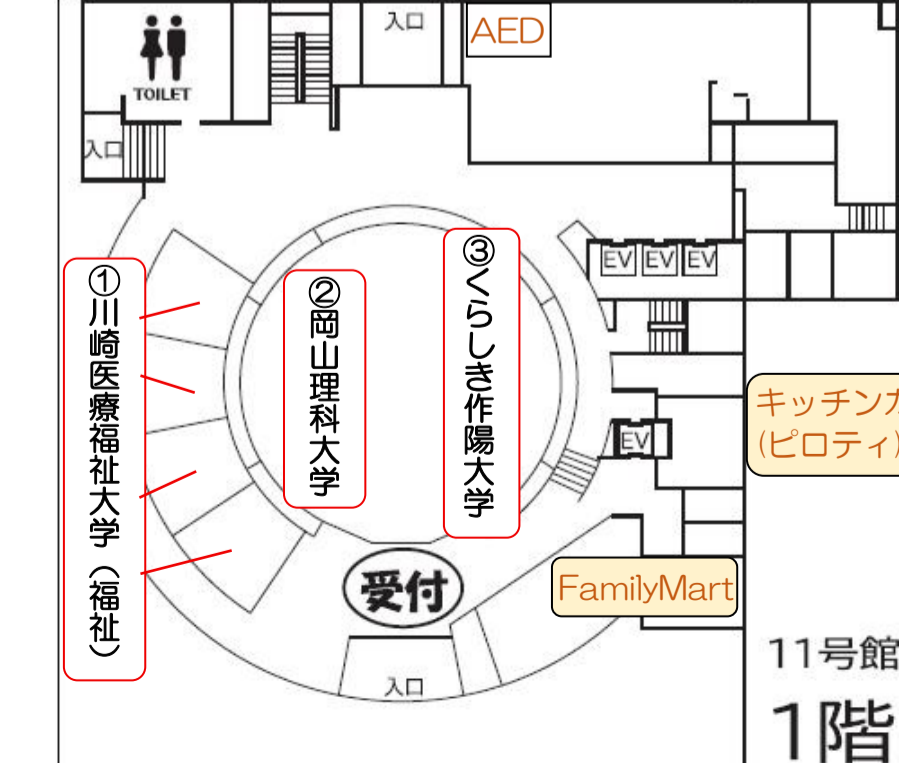 入口
AED
TOILET
入口
EV EV EV
①川崎医療福祉大学（福祉）
②岡山理科大学
③くらしき作陽大学
EV
キッチンカ
(ピロティ)
受付
FamilyMart
入口
11号館
1階